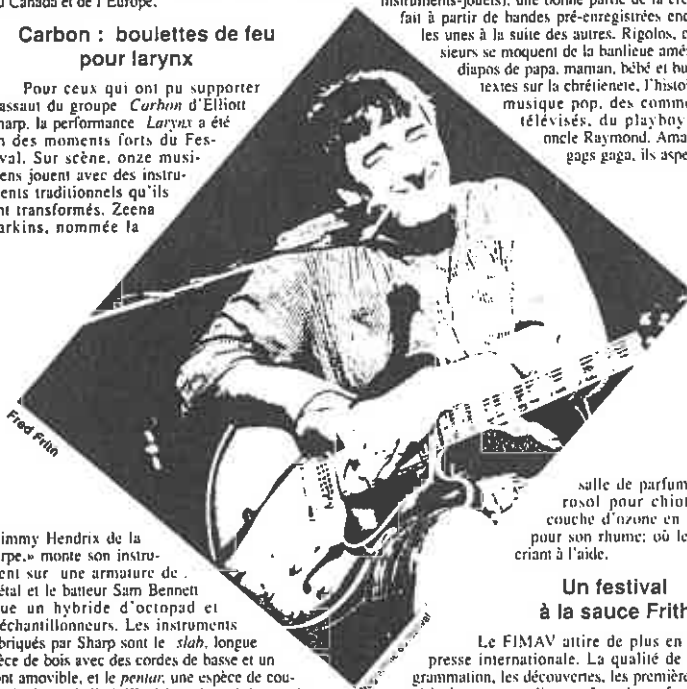 u Canada et de l'Europe.
Carbon : boulettes de feu
pour larynx
Pour ceux qui ont pu supporter
assaut du groupe Carbon d'Elliott
harp, la performance Larynx a été
n des moments forts du Fes-
val. Sur scène, onze musi-
ens jouent avec des instru-
ents traditionnels qu'ils
nt transformés. Zeena
arkins, nommée la
Fred Frith
immy Hendrix de la
rpe.» monte son instru-
ent sur une armature de
étal et le batteur Sam Bennett
ue un hybride d'octopad et
échantillonneurs. Les instruments
briqués par Sharp sont le slab, longue
èce de bois avec des cordes de basse et un
nt amovible, et le pentar, une espèce de cou-
instruments-jouets), une bonne partie de la
fait à partir de bandes pré-enregistrées
les unes à la suite des autres. Rigolos,
sieurs se moquent de la banlieue
diapos de papa, maman, bébé et
textes sur la chrétienete, l'histoi
musique pop, des comme
télévisés, du playboy
oncle Raymond. Ama
gags gaga, ils aspe
salle de parfum
rosol pour chiot
couche d'ozone en
pour son rhume; où le
criant à l'aide.
Un festival
à la sauce Frith
Le FIMAV attire de plus en
presse internationale. La qualité de
grammation, les découvertes, les première